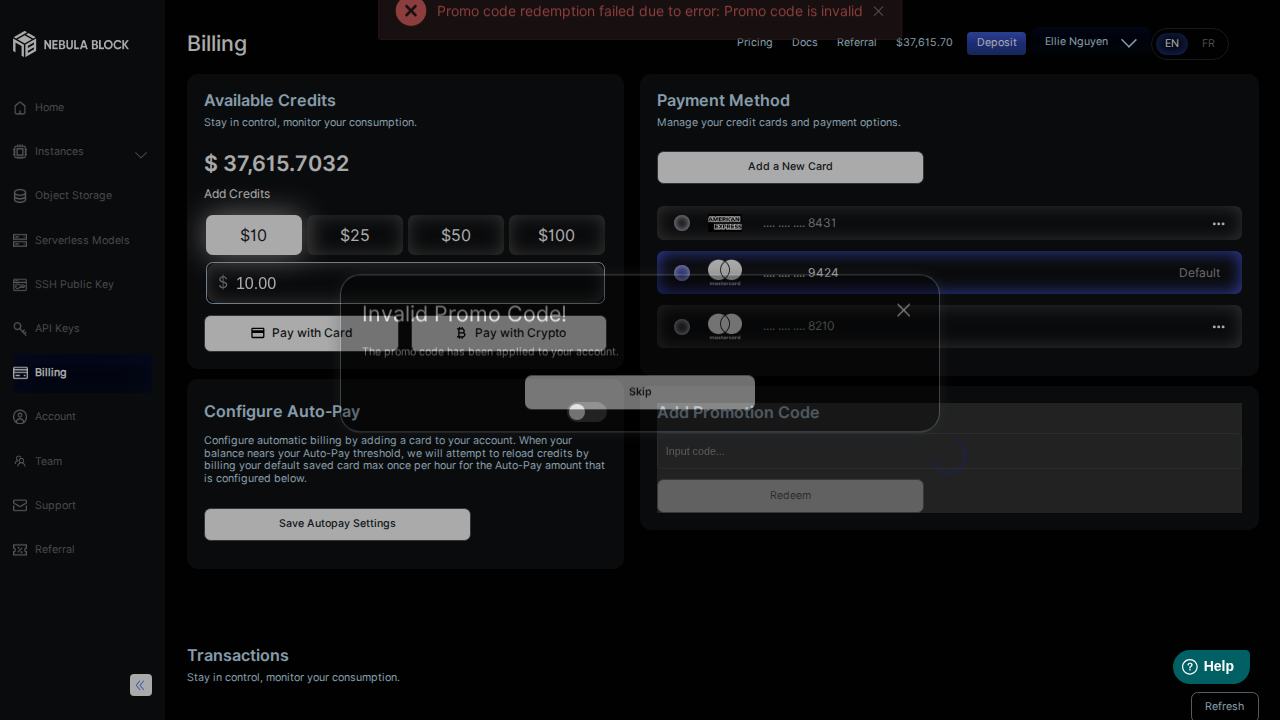 Promo code redemption failed due to error: Promo code is invalid
NEBULA BLOCK
Billing
Pricing
Docs
Referral
$37,615.70
Deposit
Ellie Nguyen
EN
FR
Home
Instances
Object Storage
Serverless Models
SSH Public Key
API Keys
Billing
Account
Team
Support
Referral
Available Credits
Stay in control, monitor your consumption.
$ 37,615.7032
Add Credits
$10
$25
$50
$100
$ 10.00
Pay with Card
Pay with Crypto
Payment Method
Manage your credit cards and payment options.
Add a New Card
AMERICAN EXPRESS
.... .... .... 8431
mastercard
.... .... .... 9424
Default
mastercard
.... .... .... 8210
Invalid Promo Code!
The promo code has been applied to your account.
Skip
Configure Auto-Pay
Configure automatic billing by adding a card to your account. When your
balance nears your Auto-Pay threshold, we will attempt to reload credits by
billing your default saved card max once per hour for the Auto-Pay amount that
is configured below.
Save Autopay Settings
Add Promotion Code
Input code...
Redeem
Transactions
Stay in control, monitor your consumption.
Help
Refresh